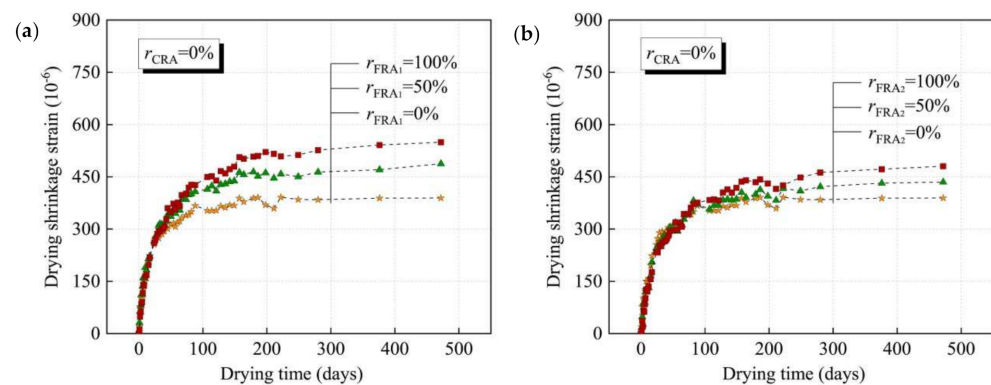 (a)
900
750
600
450
300
150
0
Drying shrinkage strain (10⁻⁶)
r_CRA=0%
r_FRA₁=100%
r_FRA₁=50%
r_FRA₁=0%
0 100 200 300 400 500
Drying time (days)
(b)
900
750
600
450
300
150
0
Drying shrinkage strain (10⁻⁶)
r_CRA=0%
r_FRA₂=100%
r_FRA₂=50%
r_FRA₂=0%
0 100 200 300 400 500
Drying time (days)